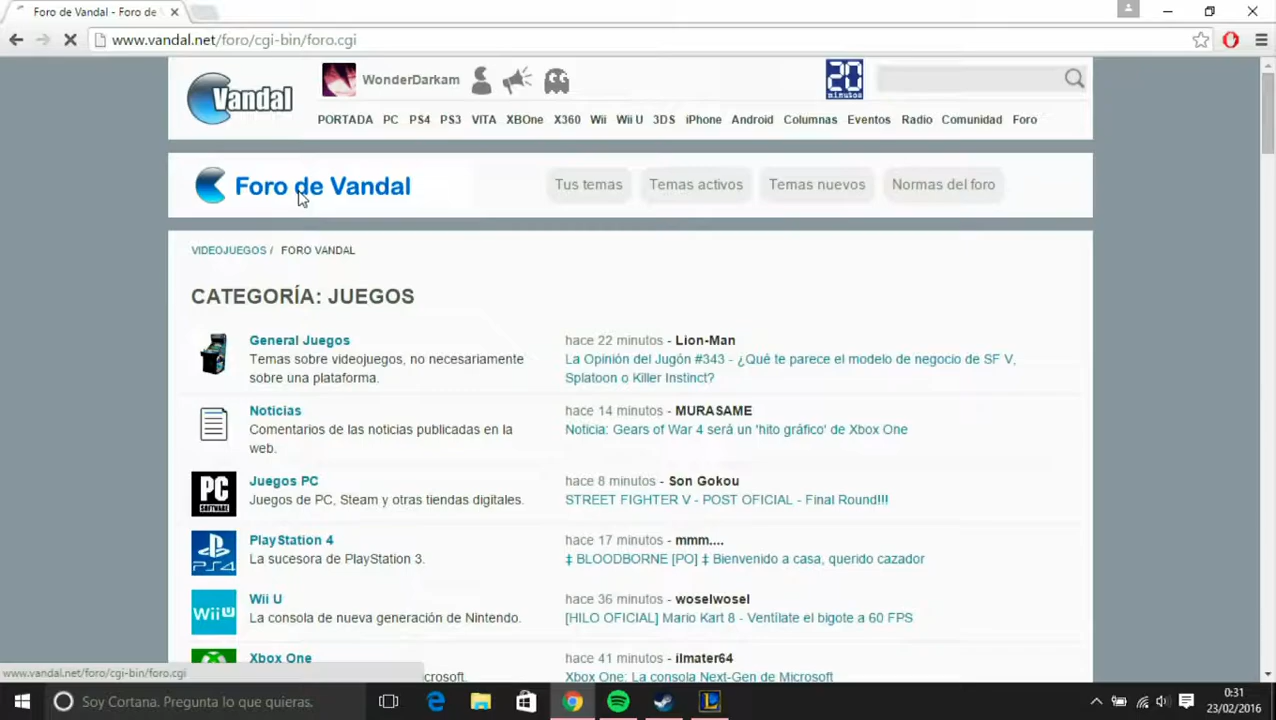 Foro de Vandal - Foro de
www.vandal.net/foro/cgi-bin/foro.cgi
Vandal
WonderDarkam
20
minutos
PORTADA PC PS4 PS3 VITA XBOne X360 Wii Wii U 3DS iPhone Android Columnas Eventos Radio Comunidad Foro
Foro de Vandal
Tus temas Temas activos Temas nuevos Normas del foro
VIDEOJUEGOS / FORO VANDAL
CATEGORÍA: JUEGOS
General Juegos
Temas sobre videojuegos, no necesariamente
sobre una plataforma.
hace 22 minutos - Lion-Man
La Opinión del Jugón #343 - ¿Qué te parece el modelo de negocio de SF V,
Splatoon o Killer Instinct?
Noticias
Comentarios de las noticias publicadas en la
web.
hace 14 minutos - MURASAME
Noticia: Gears of War 4 será un 'hito gráfico' de Xbox One
PC
SOFTWARE
Juegos PC
Juegos de PC, Steam y otras tiendas digitales.
hace 8 minutos - Son Gokou
STREET FIGHTER V - POST OFICIAL - Final Round!!!
PS4
PlayStation 4
La sucesora de PlayStation 3.
hace 17 minutos - mmm....
‡ BLOODBORNE [PO] ‡ Bienvenido a casa, querido cazador
WiiU
Wii U
La consola de nueva generación de Nintendo.
hace 36 minutos - woselwosel
[HILO OFICIAL] Mario Kart 8 - Ventílate el bigote a 60 FPS
Xbox One
crosoft.
hace 41 minutos - ilmater64
Xbox One: La consola Next-Gen de Microsoft
www.vandal.net/foro/cgi-bin/foro.cgi
Soy Cortana. Pregunta lo que quieras.
0:31
23/02/2016